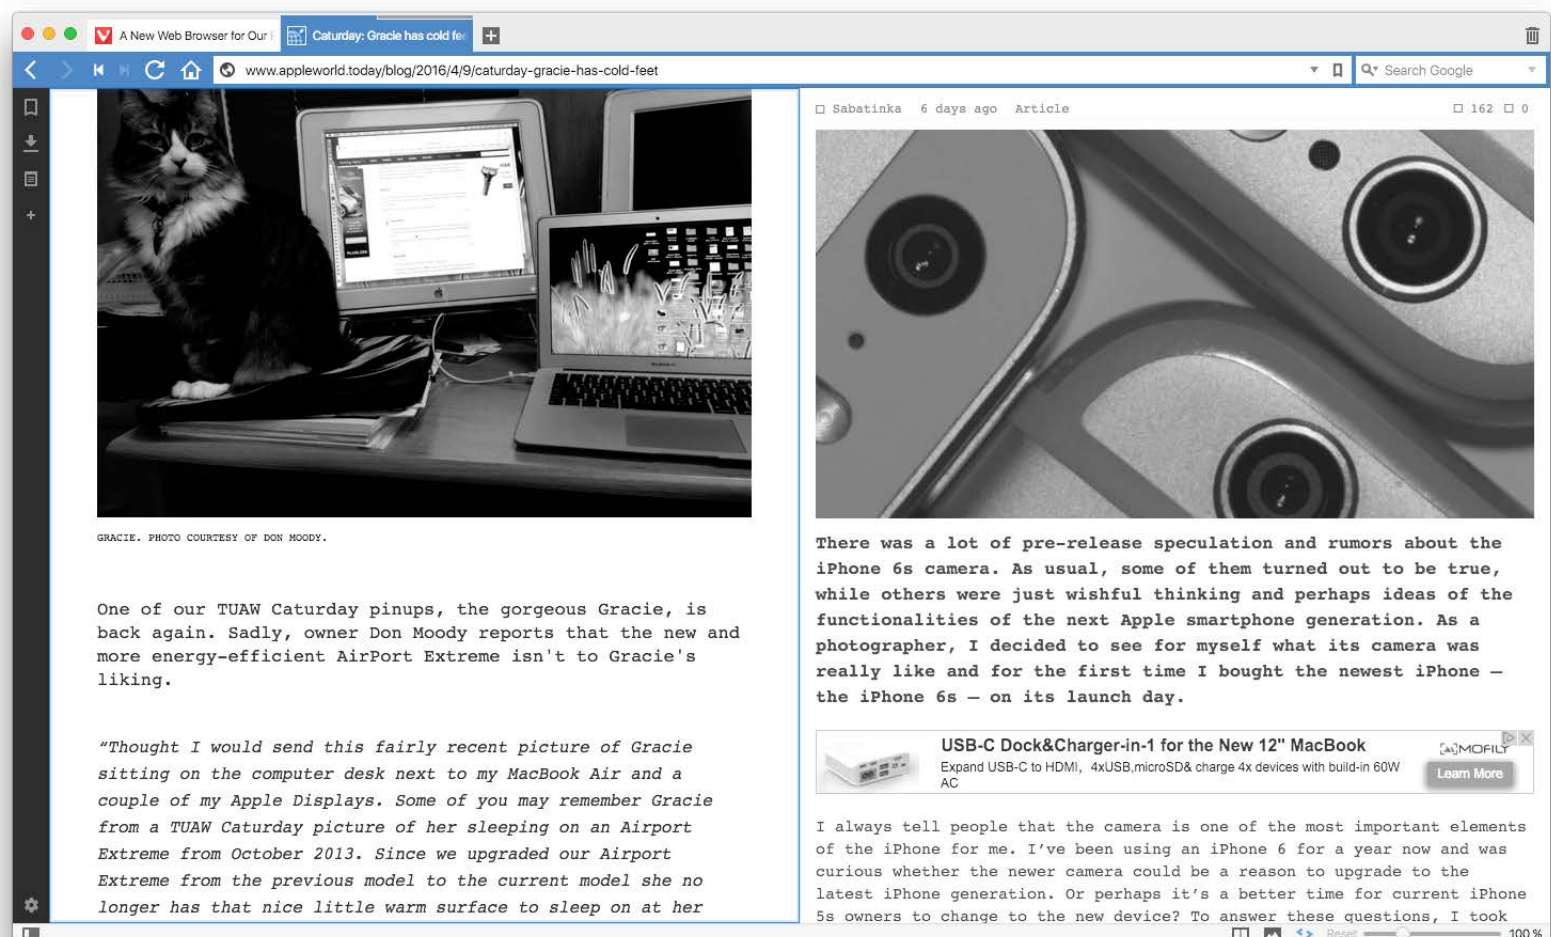 A New Web Browser for Our F
Caturday: Gracie has cold fee
www.appleworld.today/blog/2016/4/9/caturday-gracie-has-cold-feet
Search Google
GRACIE. PHOTO COURTESY OF DON MOODY.
One of our TUAW Caturday pinups, the gorgeous Gracie, is
back again. Sadly, owner Don Moody reports that the new and
more energy-efficient AirPort Extreme isn't to Gracie's
liking.
“Thought I would send this fairly recent picture of Gracie
sitting on the computer desk next to my MacBook Air and a
couple of my Apple Displays. Some of you may remember Gracie
from a TUAW Caturday picture of her sleeping on an Airport
Extreme from October 2013. Since we upgraded our Airport
Extreme from the previous model to the current model she no
longer has that nice little warm surface to sleep on at her
Sabatinka 6 days ago Article
162 0
There was a lot of pre-release speculation and rumors about the
iPhone 6s camera. As usual, some of them turned out to be true,
while others were just wishful thinking and perhaps ideas of the
functionalities of the next Apple smartphone generation. As a
photographer, I decided to see for myself what its camera was
really like and for the first time I bought the newest iPhone —
the iPhone 6s — on its launch day.
USB-C Dock&Charger-in-1 for the New 12" MacBook
Expand USB-C to HDMI, 4xUSB,microSD& charge 4x devices with build-in 60W
AC
MOFILY
Learn More
I always tell people that the camera is one of the most important elements
of the iPhone for me. I’ve been using an iPhone 6 for a year now and was
curious whether the newer camera could be a reason to upgrade to the
latest iPhone generation. Or perhaps it’s a better time for current iPhone
5s owners to change to the new device? To answer these questions, I took
Reset
100 %